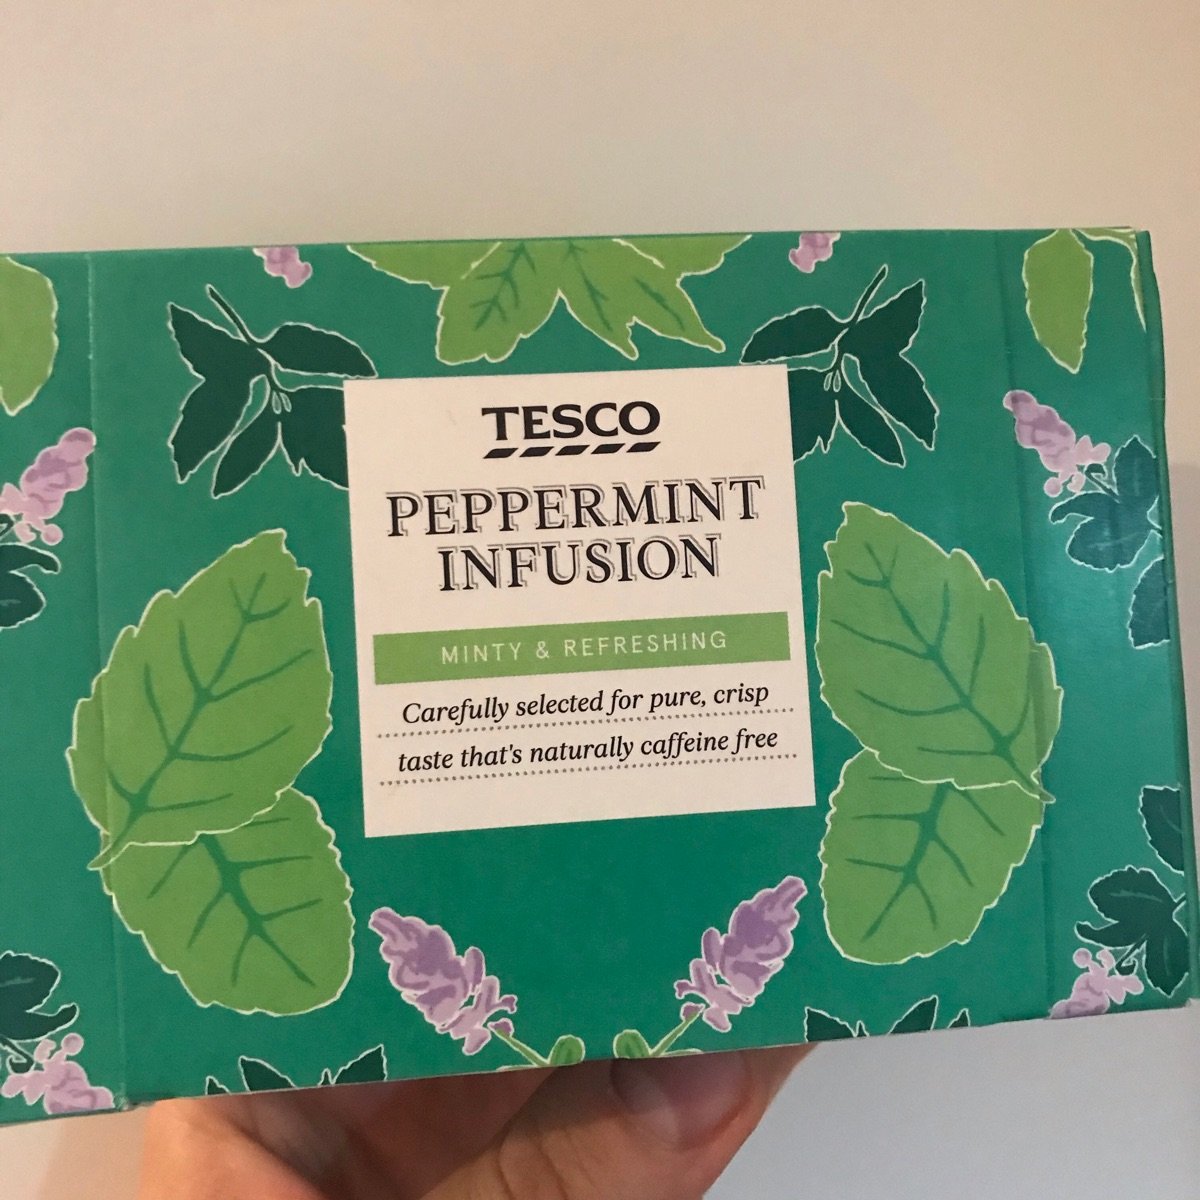 TESCO
PEPPERMINT
INFUSION
MINTY & REFRESHING
Carefully selected for pure, crisp
taste that's naturally caffeine free